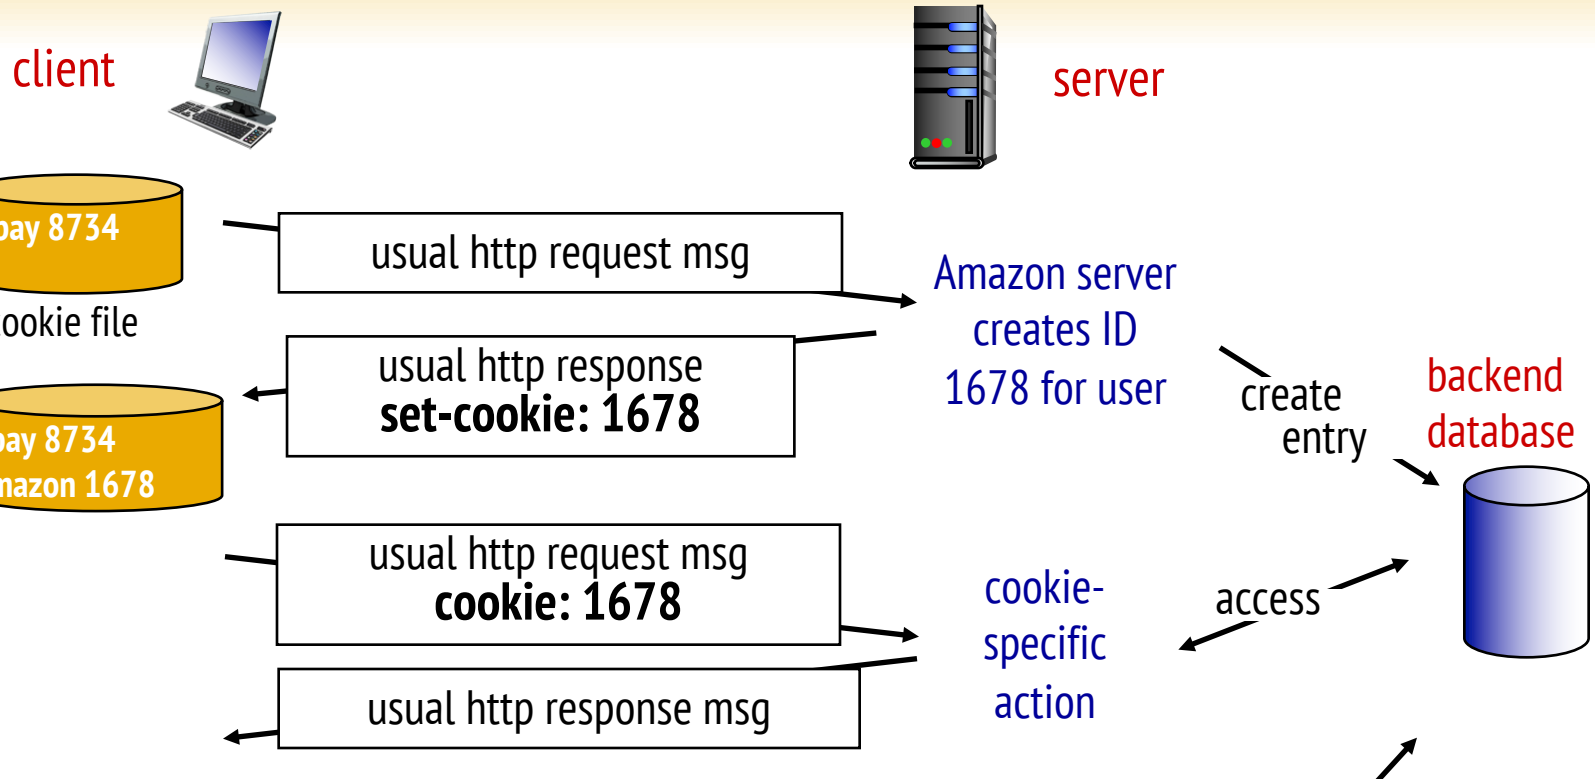 client
server
bay 8734
usual http request msg
Amazon server
creates ID
1678 for user
ookie file
usual http response
set-cookie: 1678
create
entry
backend
database
bay 8734
mazon 1678
usual http request msg
cookie: 1678
cookie-
specific
action
access
usual http response msg